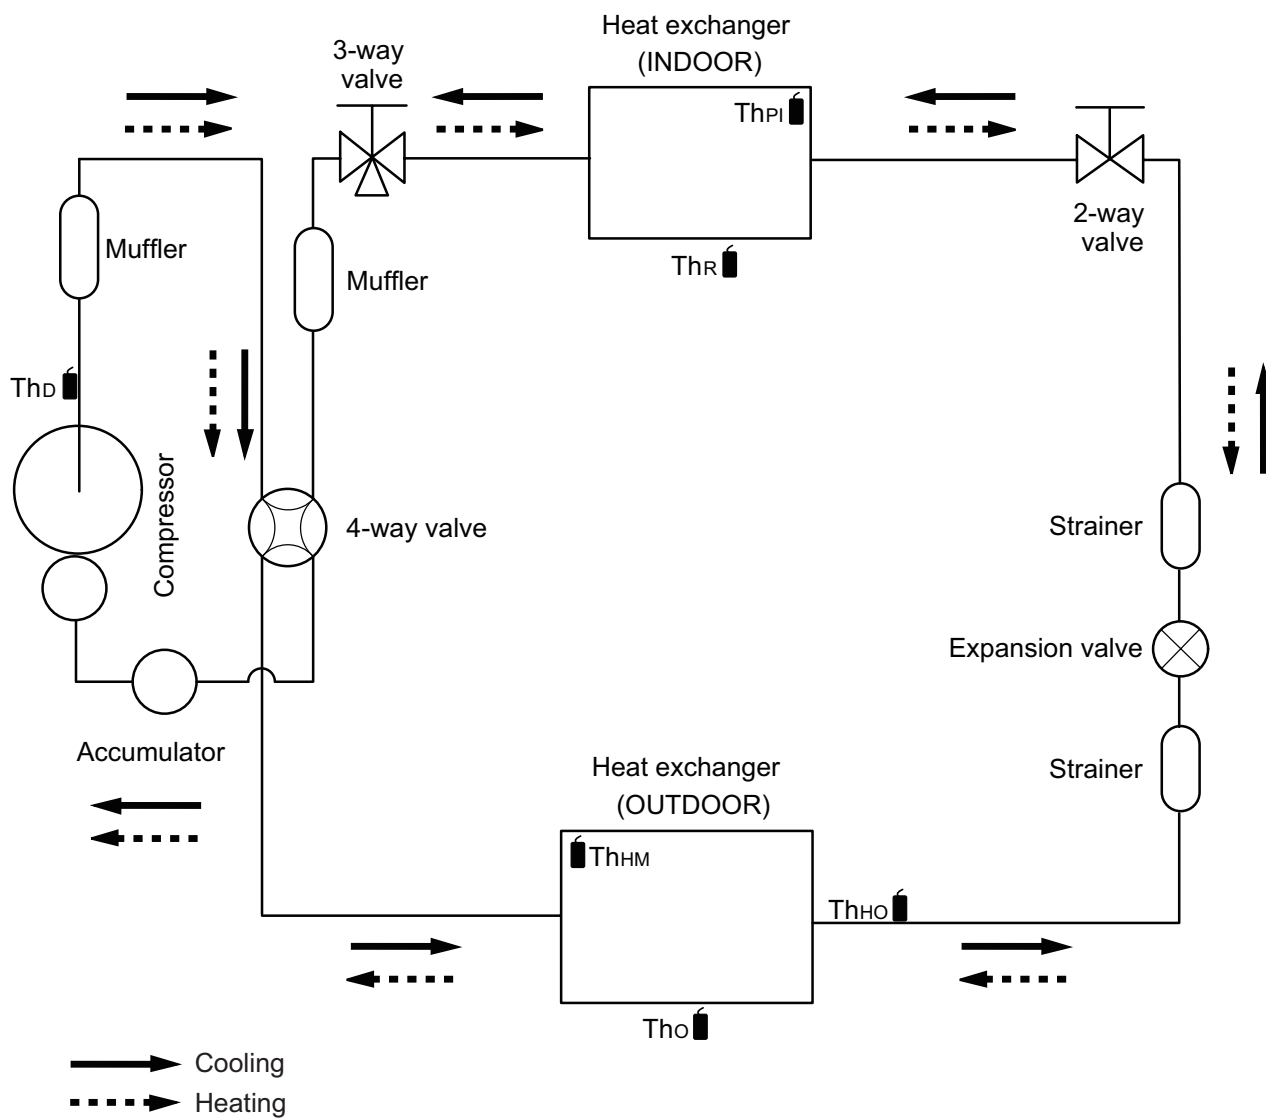 Heat exchanger
(INDOOR)
3-way
valve
ThPI
2-way
valve
Muffler
ThR
Muffler
ThD
Compressor
4-way valve
Strainer
Expansion valve
Accumulator
Heat exchanger
(OUTDOOR)
Strainer
ThHM
ThHO
ThO
Cooling
Heating